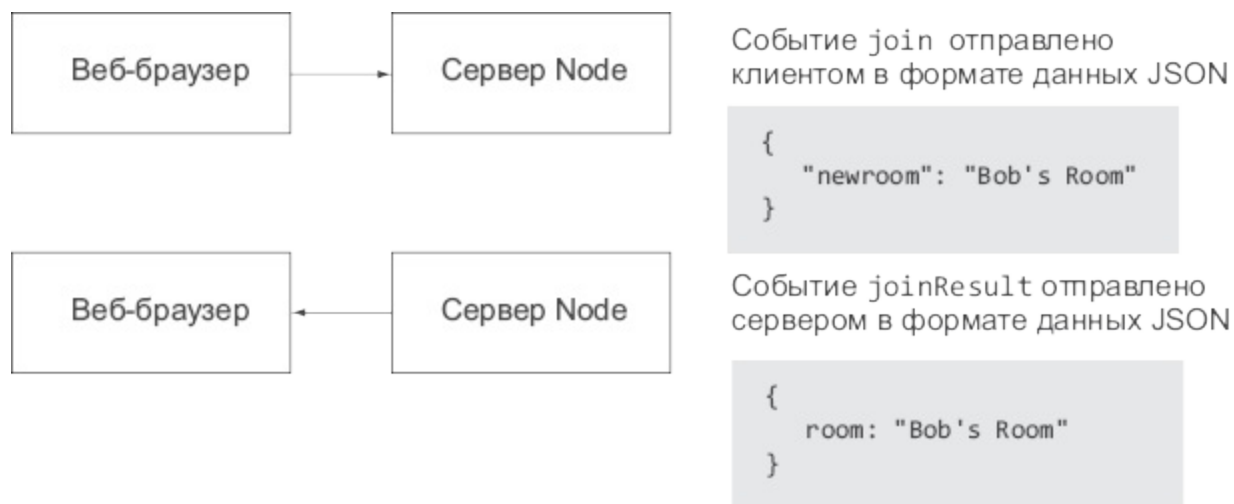 Веб-браузер
Сервер Node
Событие join отправлено
клиентом в формате данных JSON
{
"newroom": "Bob's Room"
}
Веб-браузер
Сервер Node
Событие joinResult отправлено
сервером в формате данных JSON
{
room: "Bob's Room"
}